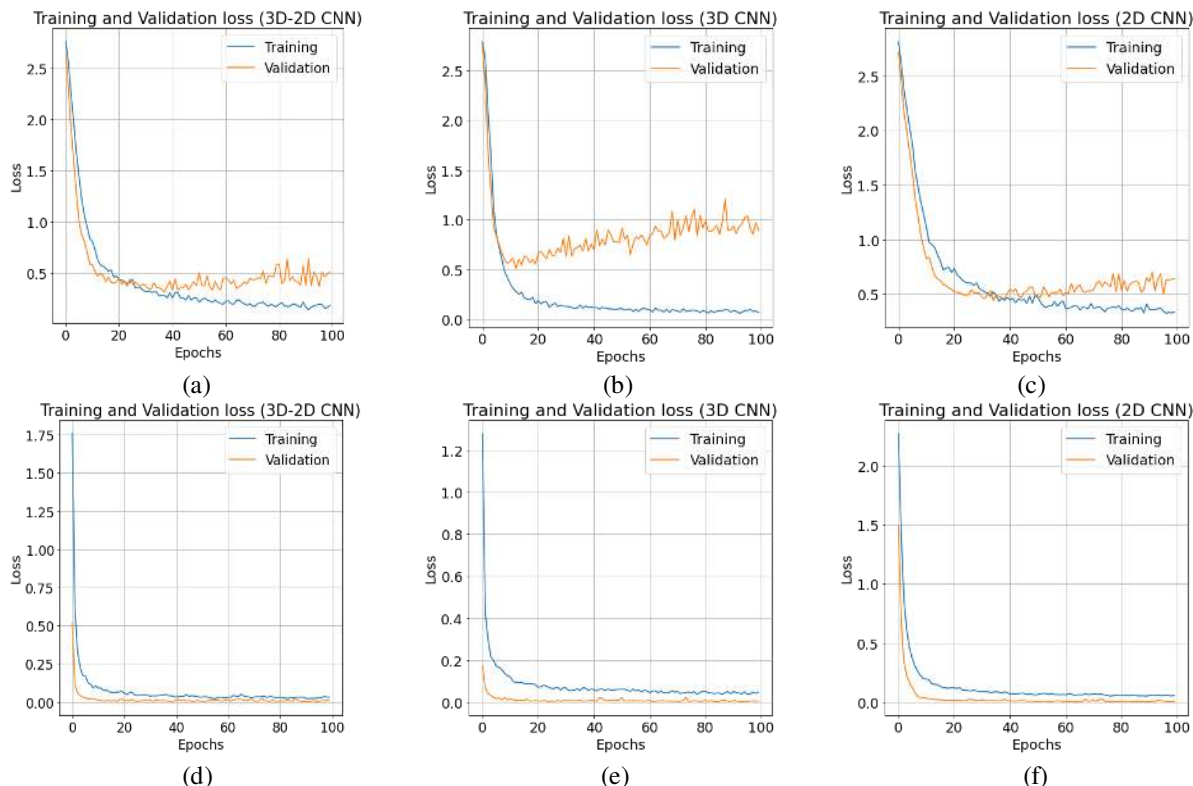 Training and Validation loss (3D-2D CNN)
Training
Validation
2.5
2.0
1.5
1.0
0.5
Loss
0 20 40 60 80 100
Epochs
(a)
Training and Validation loss (3D CNN)
Training
Validation
2.5
2.0
1.5
1.0
0.5
0.0
Loss
0 20 40 60 80 100
Epochs
(b)
Training and Validation loss (2D CNN)
Training
Validation
2.5
2.0
1.5
1.0
0.5
Loss
0 20 40 60 80 100
Epochs
(c)
Training and Validation loss (3D-2D CNN)
Training
Validation
1.75
1.50
1.25
1.00
0.75
0.50
0.25
0.00
Loss
0 20 40 60 80 100
Epochs
(d)
Training and Validation loss (3D CNN)
Training
Validation
1.2
1.0
0.8
0.6
0.4
0.2
0.0
Loss
0 20 40 60 80 100
Epochs
(e)
Training and Validation loss (2D CNN)
Training
Validation
2.0
1.5
1.0
0.5
0.0
Loss
0 20 40 60 80 100
Epochs
(f)